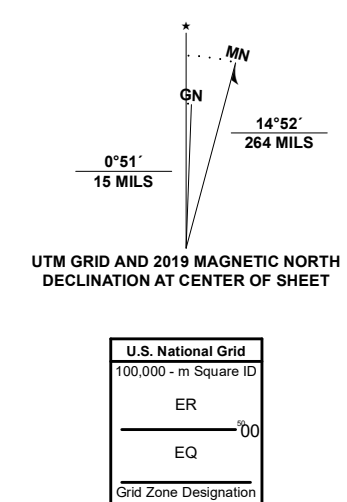 ★
MN
GN
14°52´
264 MILS
0°51´
15 MILS
UTM GRID AND 2019 MAGNETIC NORTH
DECLINATION AT CENTER OF SHEET
U.S. National Grid
100,000 - m Square ID
ER
5000
EQ
Grid Zone Designation